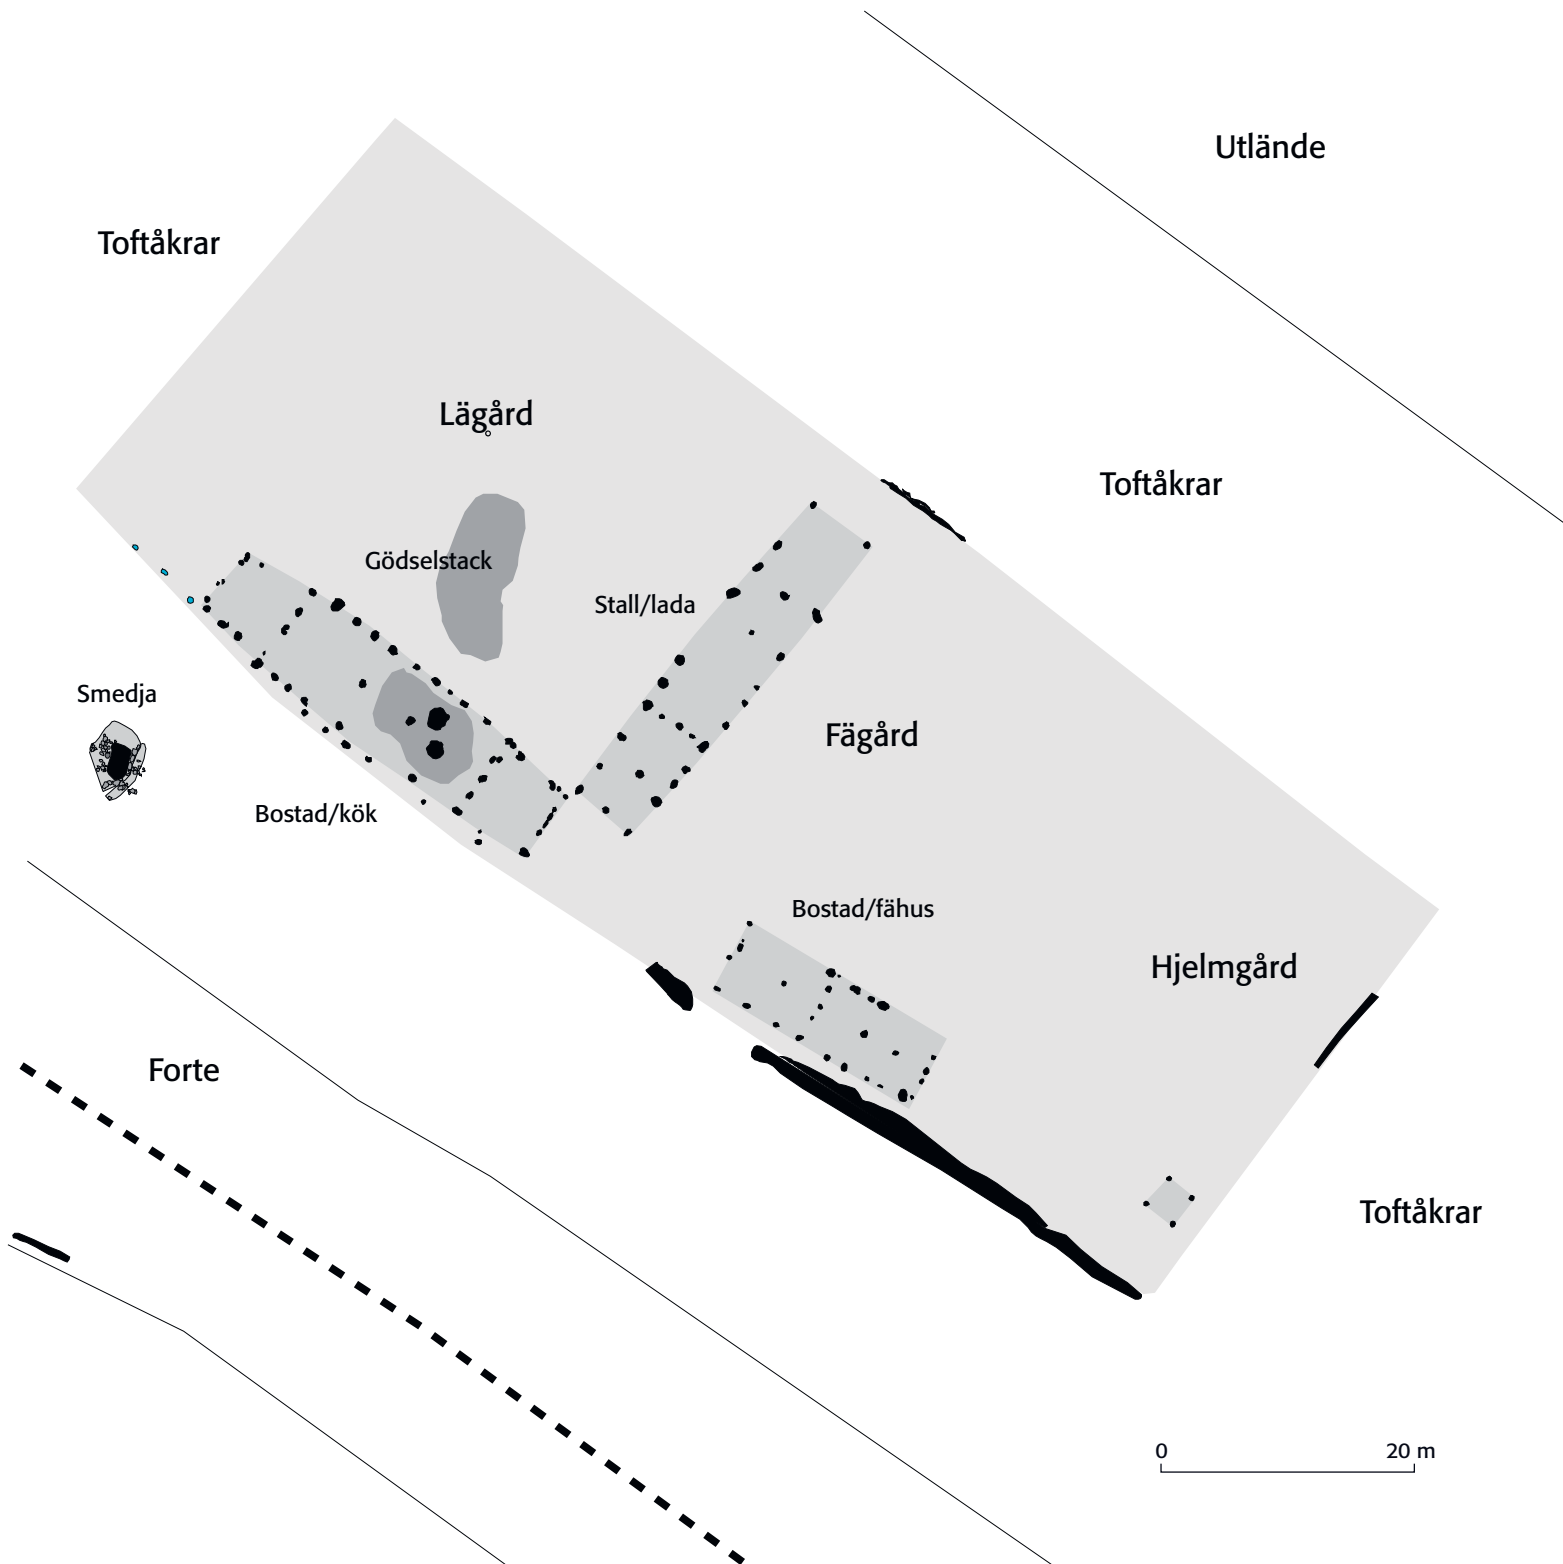 Utlände
Toftåkrar
Lägård
Toftåkrar
Gödselstack
Stall/lada
Smedja
Fägård
Bostad/kök
Bostad/fähus
Hjelmgård
Forte
Toftåkrar
0 20 m